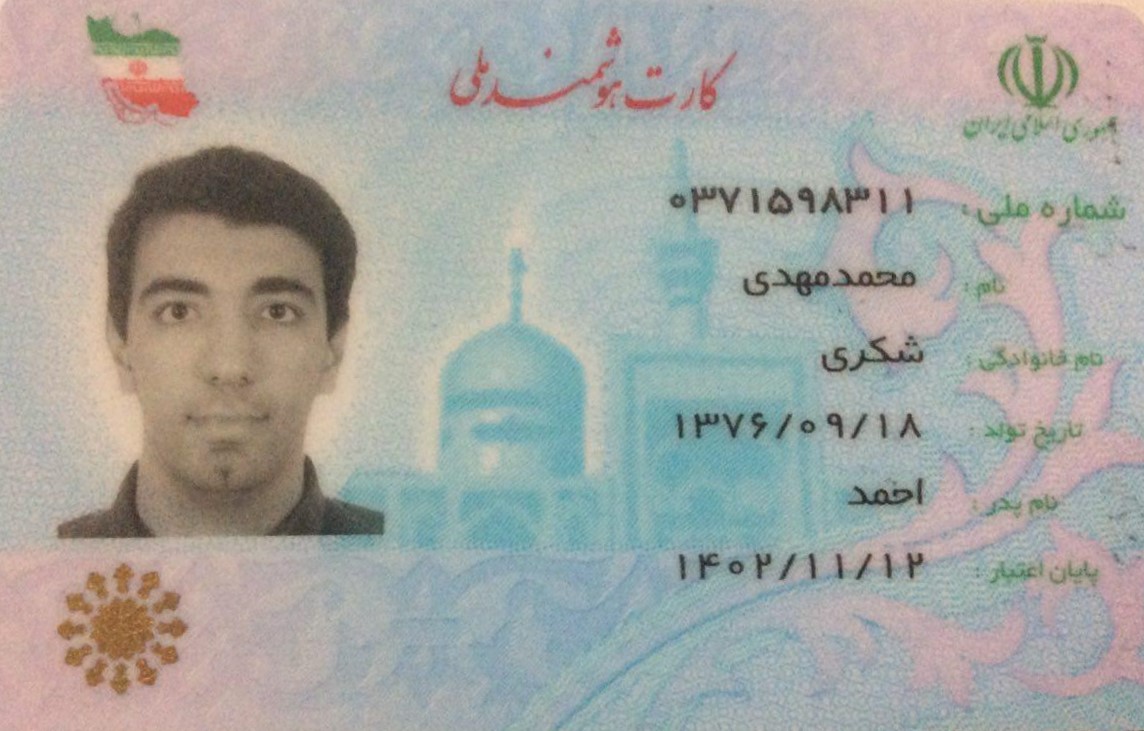 کارت هوشمند ملی
جمهوری اسلامی ایران
شماره ملی : ۰۳۷۱۵۹۸۳۱۱
نام : محمدمهدی
نام خانوادگی : شکری
تاریخ تولد : ۱۳۷۶/۰۹/۱۸
نام پدر : احمد
پایان اعتبار : ۱۴۰۲/۱۱/۱۲